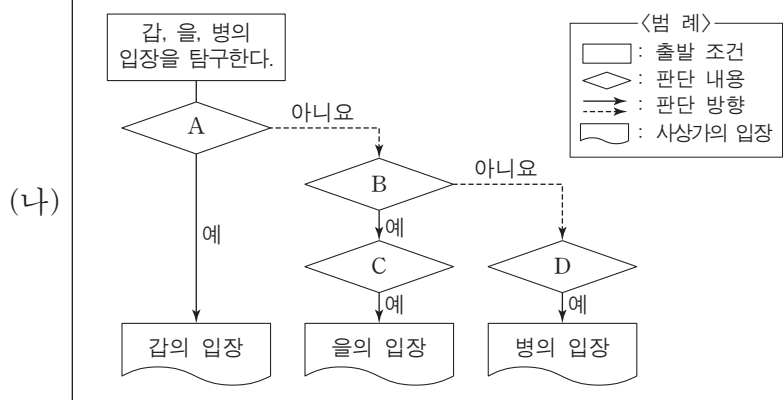 (나)
갑, 을, 병의
입장을 탐구한다.
<범 례>
: 출발 조건
: 판단 내용
: 판단 방향
: 사상가의 입장
A
아니요
B
아니요
예
예
C
D
예
예
갑의 입장
을의 입장
병의 입장